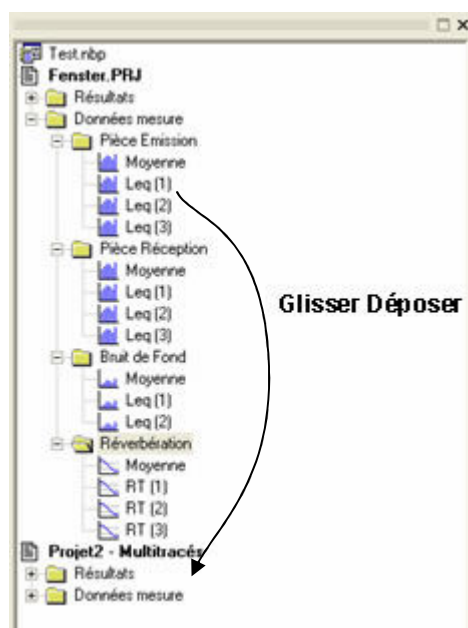 Test.nbp
Fenster.PRJ
Résultats
Données mesure
Pièce Emission
Moyenne
Leq (1)
Leq (2)
Leq (3)
Pièce Réception
Moyenne
Leq (1)
Leq (2)
Leq (3)
Glisser Déposer
Bruit de Fond
Moyenne
Leq (1)
Leq (2)
Réverbération
Moyenne
RT (1)
RT (2)
RT (3)
Projet2 - Multitracés
Résultats
Données mesure